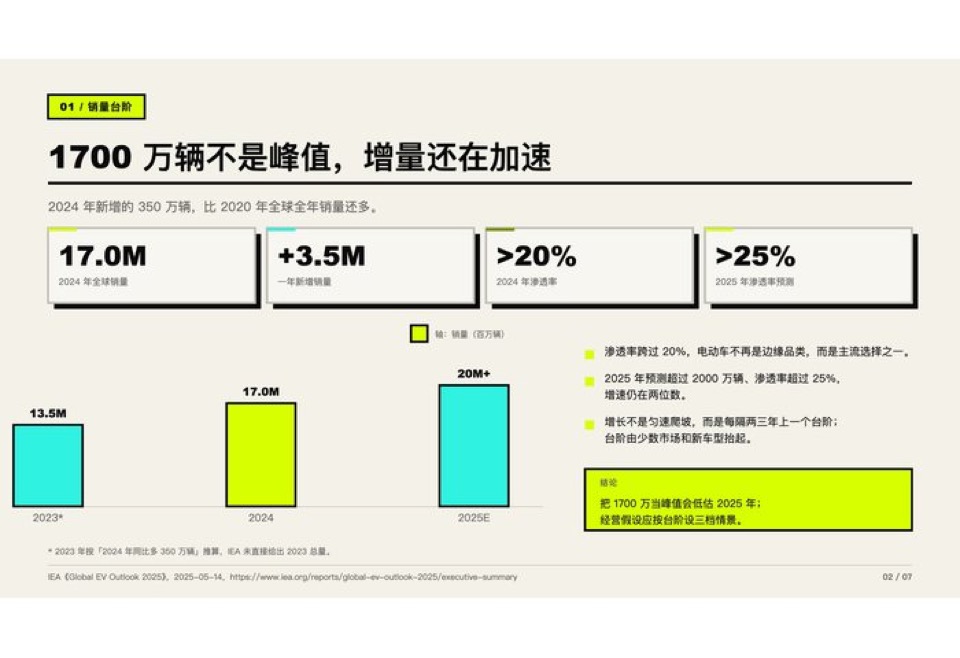 01 / 销量台阶
1700 万辆不是峰值，增量还在加速
2024 年新增的 350 万辆，比 2020 年全球全年销量还多。
17.0M
2024 年全球销量
+3.5M
一年新增销量
>20%
2024 年渗透率
>25%
2025 年渗透率预测
轴：销量（百万辆）
13.5M
17.0M
20M+
2023*
2024
2025E
渗透率跨过 20%，电动车不再是边缘品类，而是主流选择之一。
2025 年预测超过 2000 万辆、渗透率超过 25%，
增速仍在两位数。
增长不是匀速爬坡，而是每隔两三年上一个台阶；
台阶由少数市场和新车型抬起。
结论
把 1700 万当峰值会低估 2025 年；
经营假设应按台阶设三档情景。
* 2023 年按「2024 年同比多 350 万辆」推算，IEA 未直接给出 2023 总量。
IEA《Global EV Outlook 2025》，2025-05-14，https://www.iea.org/reports/global-ev-outlook-2025/executive-summary
02 / 07